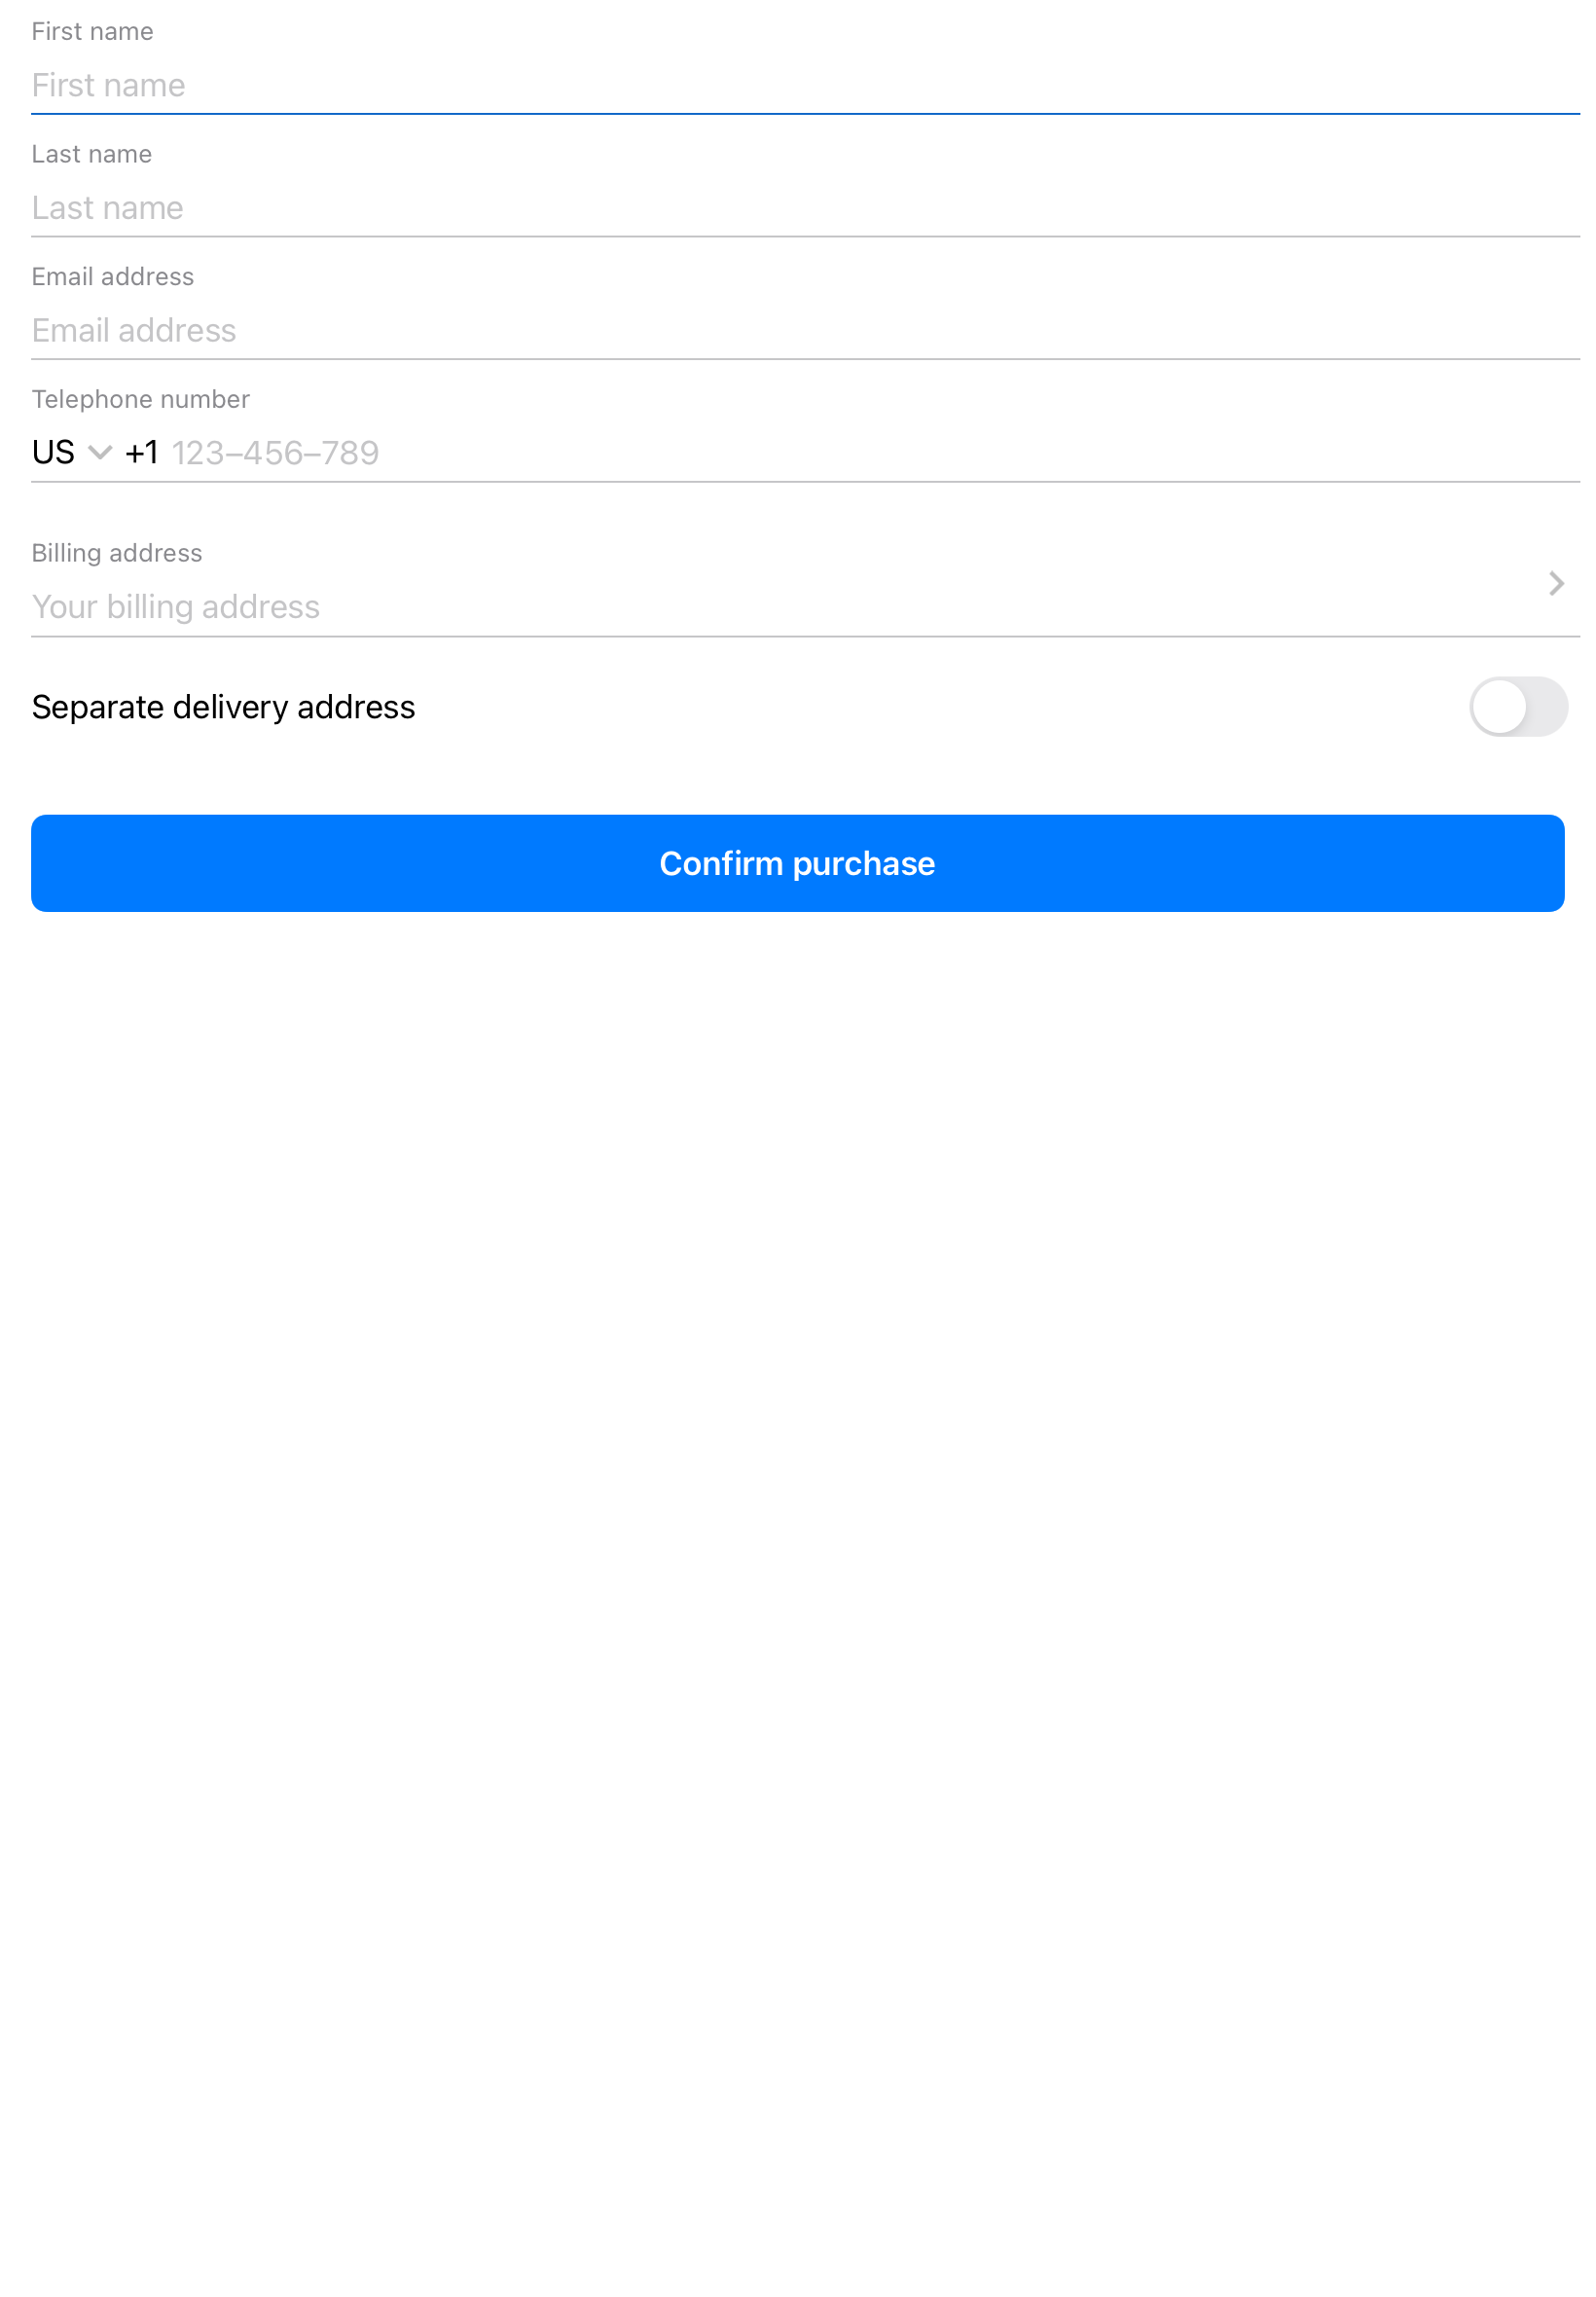 First name
First name
Last name
Last name
Email address
Email address
Telephone number
US +1 123–456–789
Billing address
Your billing address
Separate delivery address
Confirm purchase